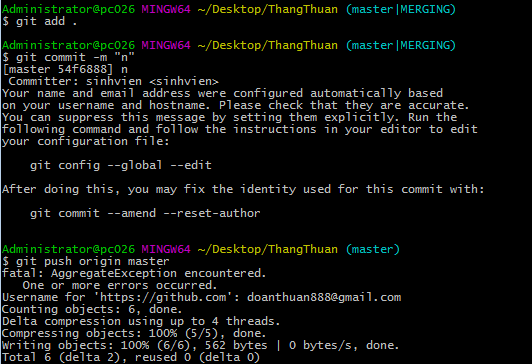 Administrator@pc026 MINGW64 ~/Desktop/ThangThuan (master|MERGING)
$ git add .
Administrator@pc026 MINGW64 ~/Desktop/ThangThuan (master|MERGING)
$ git commit -m "n"
[master 54f6888] n
 Committer: sinhvien <sinhvien>
Your name and email address were configured automatically based
on your username and hostname. Please check that they are accurate.
You can suppress this message by setting them explicitly. Run the
following command and follow the instructions in your editor to edit
your configuration file:
    git config --global --edit
After doing this, you may fix the identity used for this commit with:
    git commit --amend --reset-author
Administrator@pc026 MINGW64 ~/Desktop/ThangThuan (master)
$ git push origin master
fatal: AggregateException encountered.
   One or more errors occurred.
Username for 'https://github.com': doanthuan888@gmail.com
Counting objects: 6, done.
Delta compression using up to 4 threads.
Compressing objects: 100% (5/5), done.
Writing objects: 100% (6/6), 562 bytes | 0 bytes/s, done.
Total 6 (delta 2), reused 0 (delta 0)